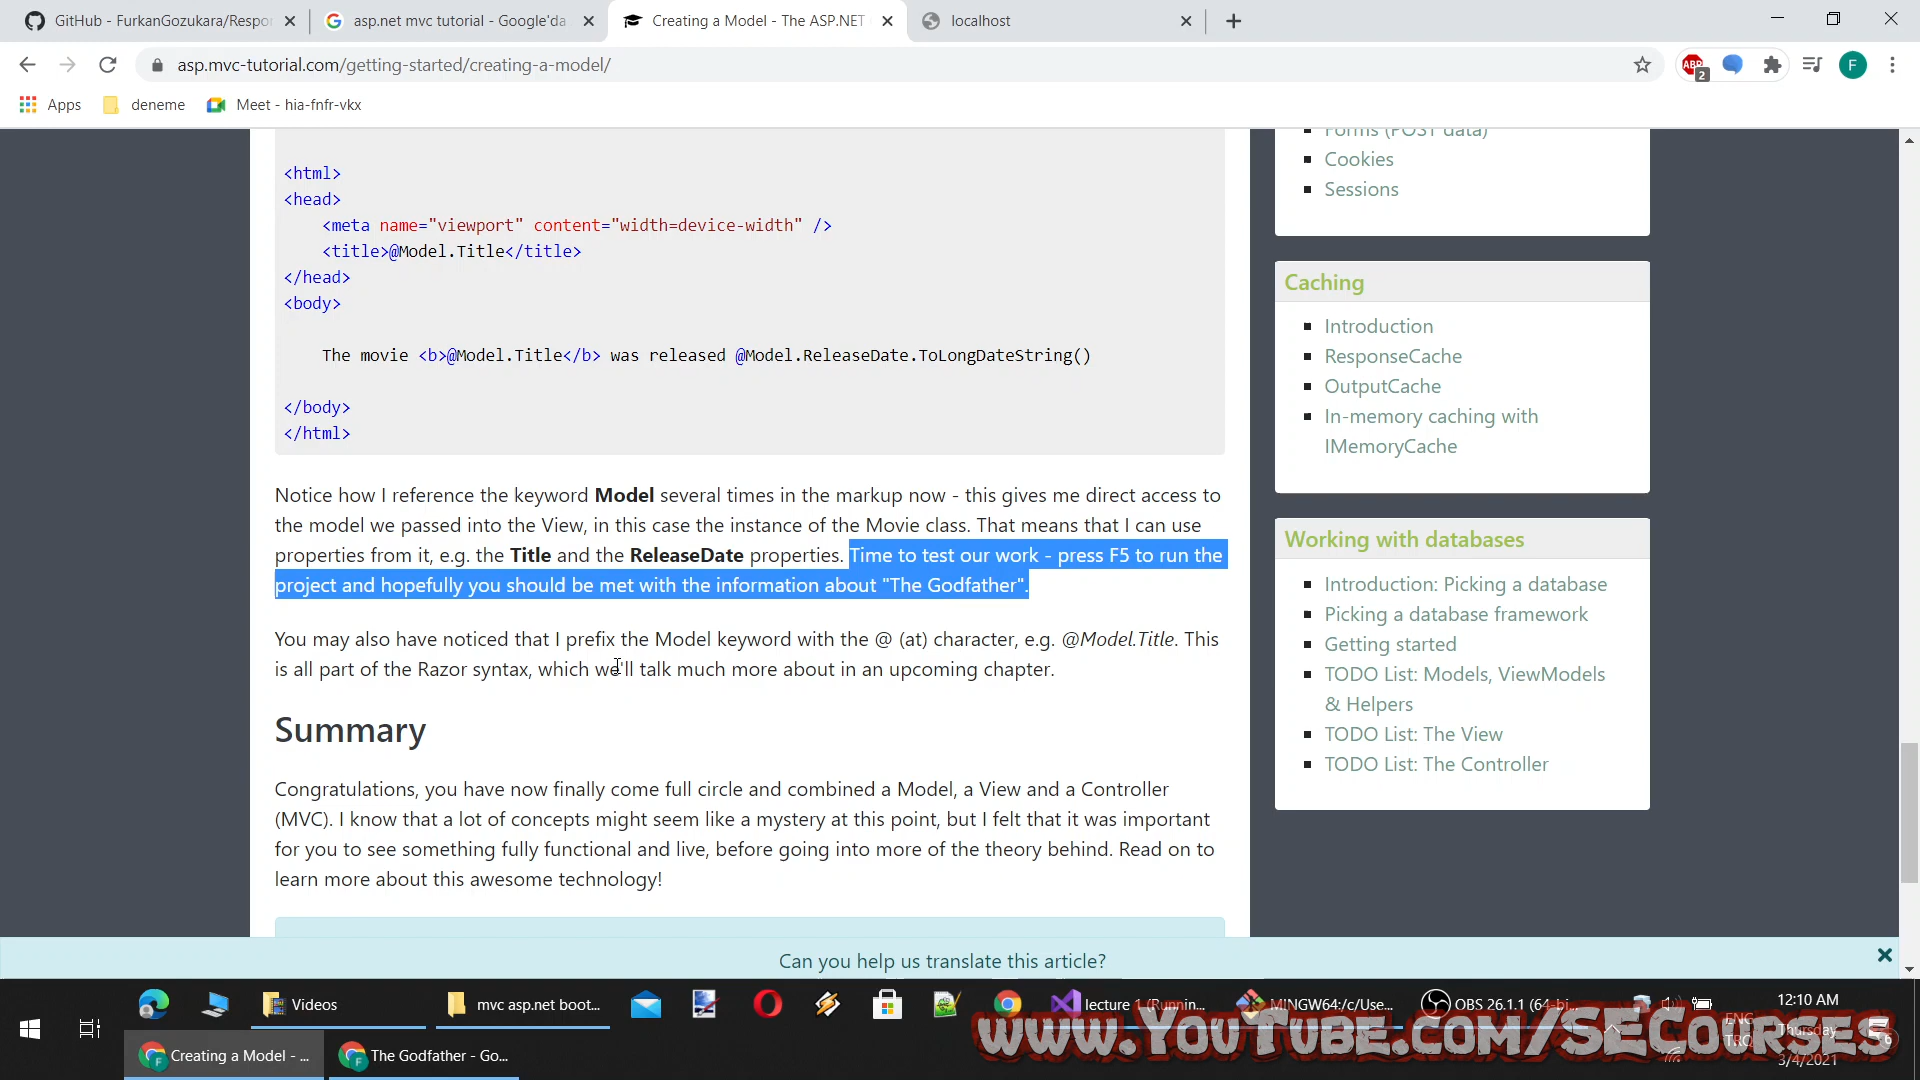 GitHub - FurkanGozukara/Respo
asp.net mvc tutorial - Google'da
Creating a Model - The ASP.NET
localhost
asp.mvc-tutorial.com/getting-started/creating-a-model/
ABP
2
F
Apps
deneme
Meet - hia-fnfr-vkx
<html>
<head>
<meta name="viewport" content="width=device-width" />
<title>@Model.Title</title>
</head>
<body>
The movie <b>@Model.Title</b> was released @Model.ReleaseDate.ToLongDateString()
</body>
</html>
Notice how I reference the keyword Model several times in the markup now - this gives me direct access to
the model we passed into the View, in this case the instance of the Movie class. That means that I can use
properties from it, e.g. the Title and the ReleaseDate properties. Time to test our work - press F5 to run the
project and hopefully you should be met with the information about "The Godfather".
You may also have noticed that I prefix the Model keyword with the @ (at) character, e.g. @Model.Title. This
is all part of the Razor syntax, which we'll talk much more about in an upcoming chapter.
Summary
Congratulations, you have now finally come full circle and combined a Model, a View and a Controller
(MVC). I know that a lot of concepts might seem like a mystery at this point, but I felt that it was important
for you to see something fully functional and live, before going into more of the theory behind. Read on to
learn more about this awesome technology!
Forms (POST data)
Cookies
Sessions
Caching
Introduction
ResponseCache
OutputCache
In-memory caching with
IMemoryCache
Working with databases
Introduction: Picking a database
Picking a database framework
Getting started
TODO List: Models, ViewModels
& Helpers
TODO List: The View
TODO List: The Controller
Can you help us translate this article?
Videos
mvc asp.net boot...
lecture 1 (Runnin...
MINGW64:/c/Use...
OBS 26.1.1 (64-bi...
12:10 AM
Creating a Model - ...
The Godfather - Go...
ENG
Thursday
3/4/2021
www.YouTube.com/SECourses